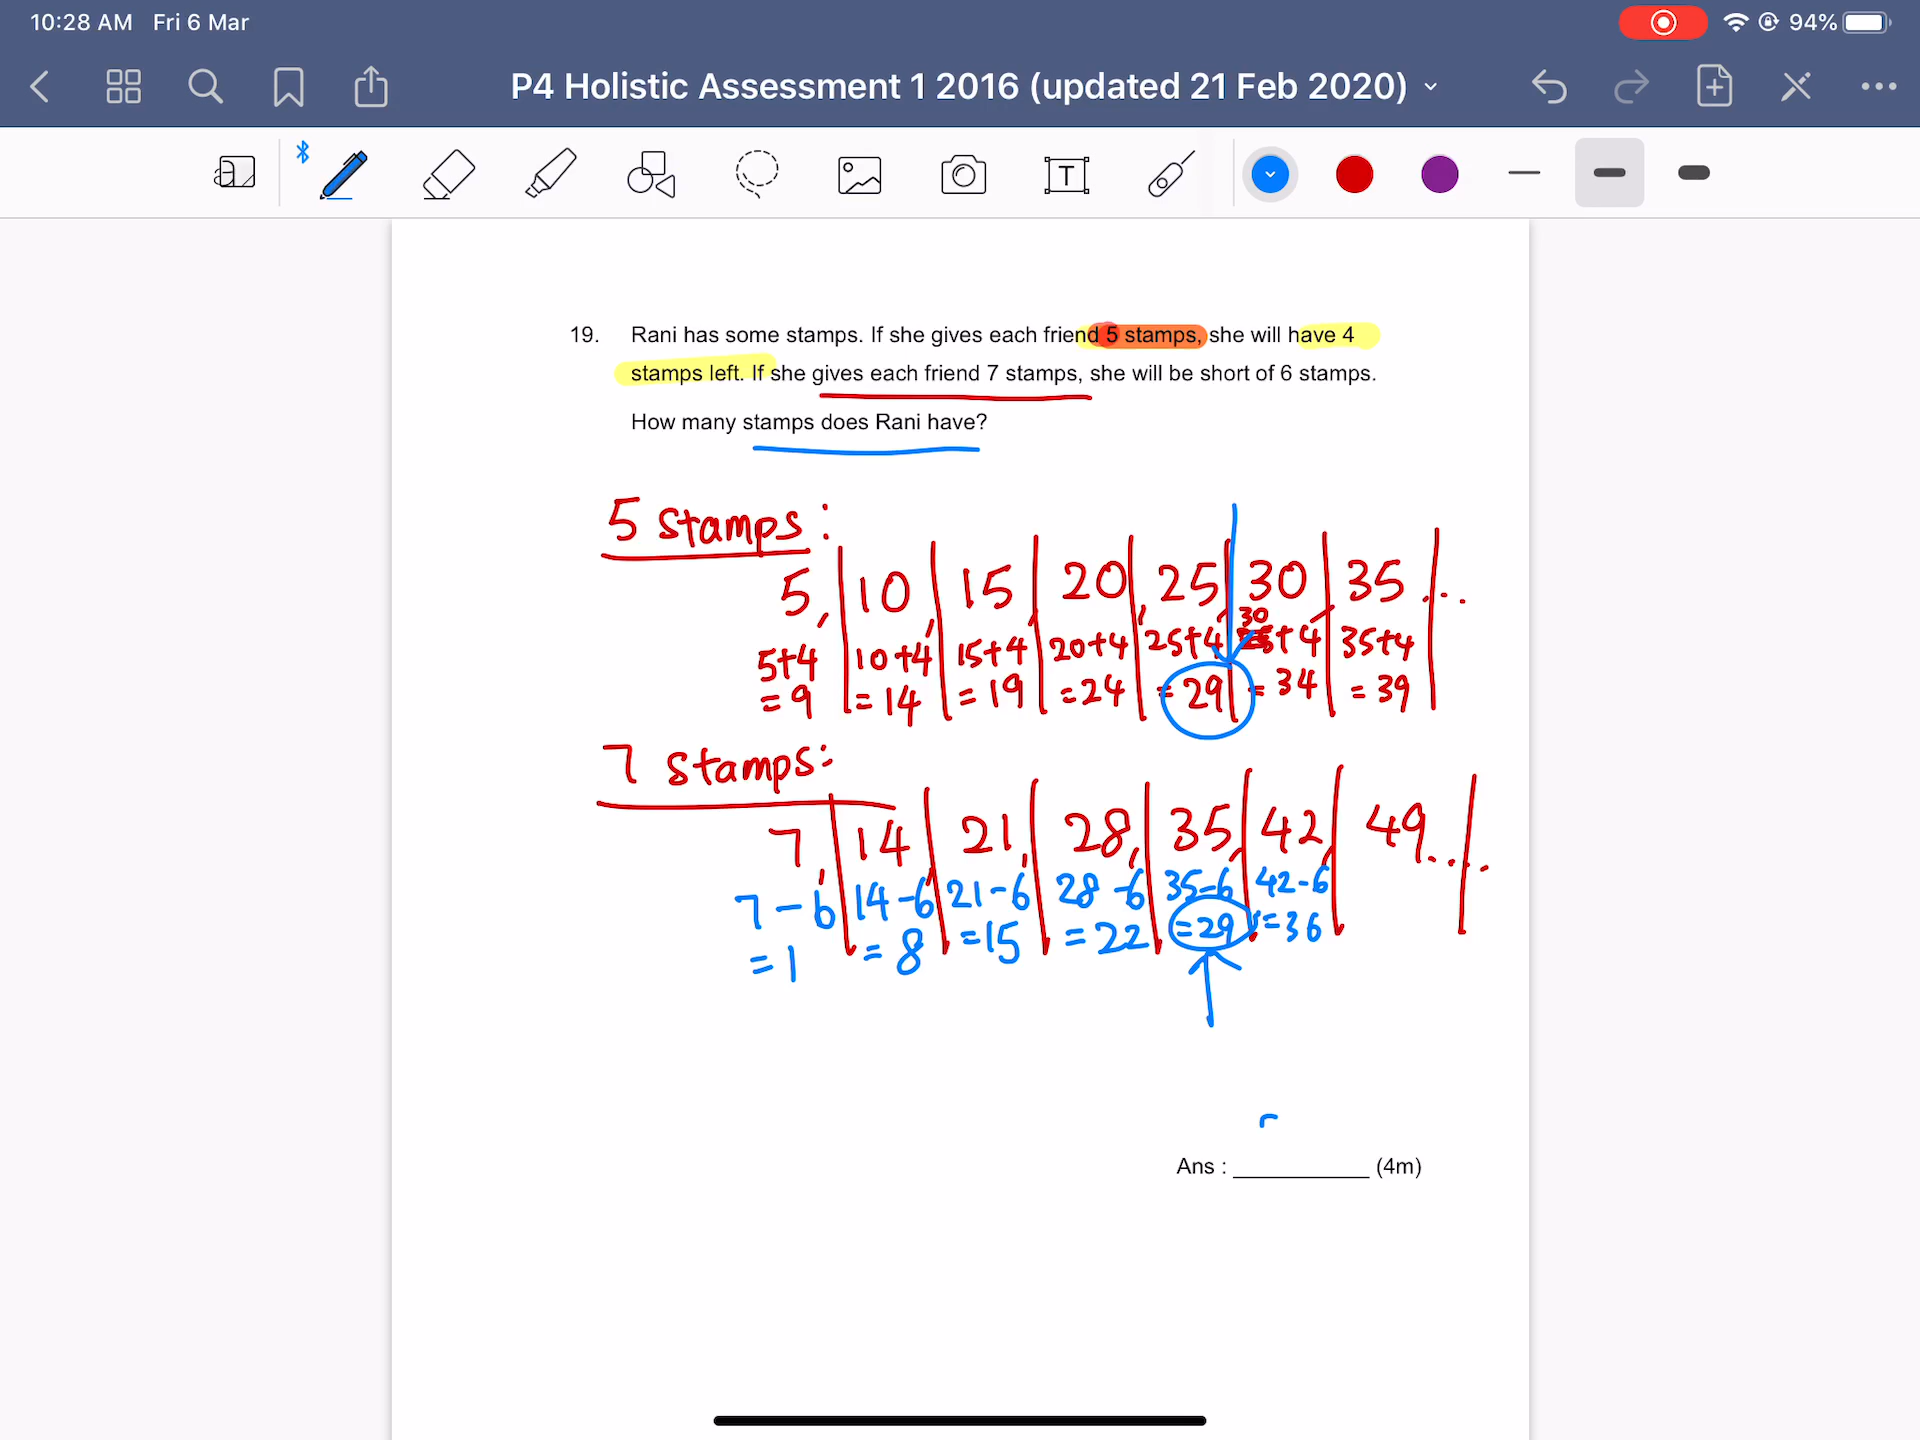 10:28 AM Fri 6 Mar 94%
P4 Holistic Assessment 1 2016 (updated 21 Feb 2020)
T
19. Rani has some stamps. If she gives each friend 5 stamps, she will have 4
stamps left. If she gives each friend 7 stamps, she will be short of 6 stamps.
How many stamps does Rani have?
5 stamps:
5, 10, 15, 20, 25, 30, 35 ...
30
5+4 10+4 15+4 20+4 25+4 +4 35+4
=9 =14 =19 =24 =29 =34 =39
7 stamps:
7, 14, 21, 28, 35, 42, 49....
7-6 14-6 21-6 28-6 35-6 42-6
=1 =8 =15 =22 =29 =36
Ans : __________ (4m)